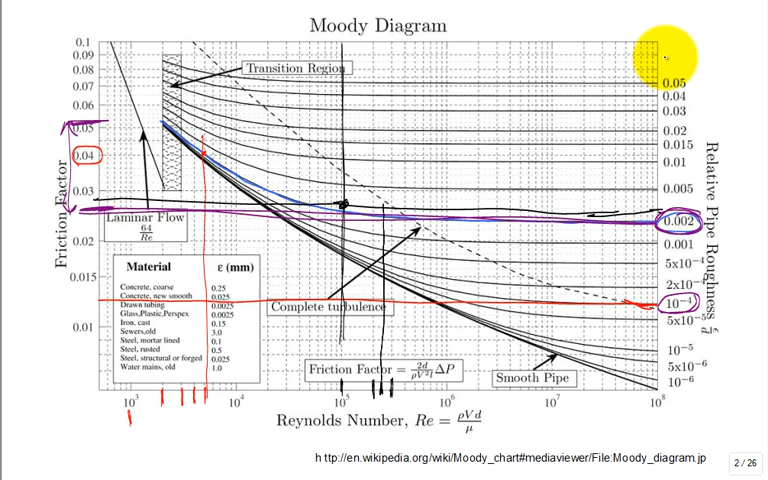 Moody Diagram
0.1
0.09
0.08
0.07
0.06
0.05
0.04
0.03
0.02
0.015
0.01
Friction Factor
Transition Region
Laminar Flow
64
Re
Material ε (mm)
Concrete, coarse 0.25
Concrete, new smooth 0.025
Drawn tubing 0.0025
Glass,Plastic,Perspex 0.0025
Iron, cast 0.15
Sewers,old 3.0
Steel, mortar lined 0.1
Steel, rusted 0.5
Steel, structural or forged 0.025
Water mains, old 1.0
Complete turbulence
Friction Factor = 2d/ρV²l ΔP
Smooth Pipe
0.05
0.04
0.03
0.02
0.015
0.01
0.005
0.002
0.001
5x10⁻⁴
2x10⁻⁴
10⁻⁴
5x10⁻⁵
10⁻⁵
5x10⁻⁶
10⁻⁶
Relative Pipe Roughness ε/d
10³ 10⁴ 10⁵ 10⁶ 10⁷ 10⁸
Reynolds Number, Re = ρVd/μ
http://en.wikipedia.org/wiki/Moody_chart#mediaviewer/File:Moody_diagram.jp
2 / 26